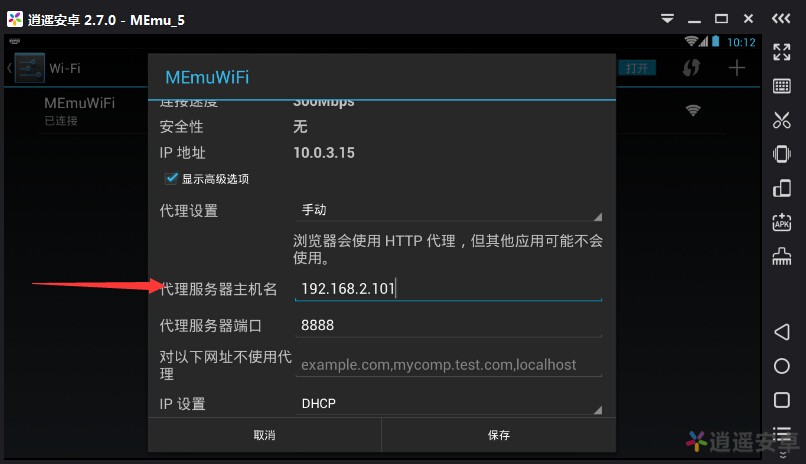 逍遥安卓 2.7.0 - MEmu_5
10:12
Wi-Fi
打开
MEmuWiFi
已连接
MEmuWiFi
连接速度 300Mbps
安全性 无
IP 地址 10.0.3.15
显示高级选项
代理设置 手动
浏览器会使用 HTTP 代理，但其他应用可能不会
使用。
代理服务器主机名 192.168.2.101
代理服务器端口 8888
对以下网址不使用代
理
example.com,mycomp.test.com,localhost
IP 设置 DHCP
取消 保存
APK
逍遥安卓